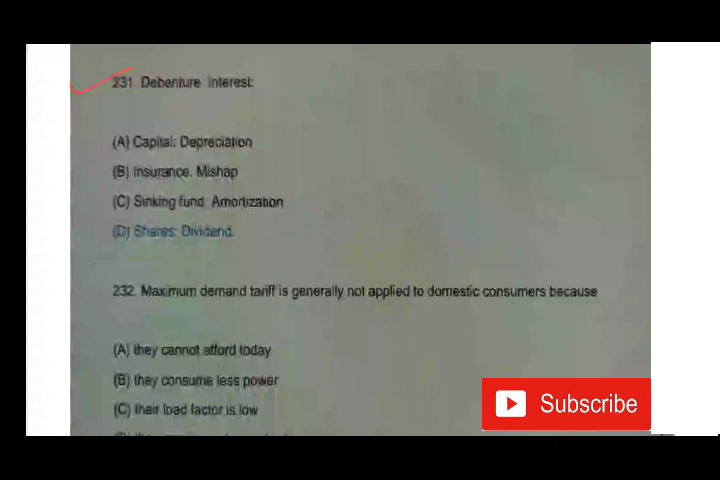 231. Debenture Interest:
(A) Capital: Depreciation
(B) Insurance. Mishap
(C) Sinking fund: Amortization
(D) Shares: Dividend.
232. Maximum demand tariff is generally not applied to domestic consumers because
(A) they cannot afford today
(B) they consume less power
(C) their load factor is low
Subscribe